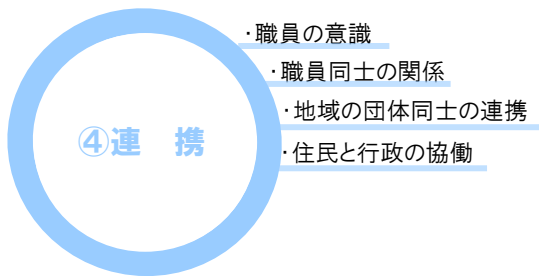 ・職員の意識
・職員同士の関係
・地域の団体同士の連携
④連　携
・住民と行政の協働